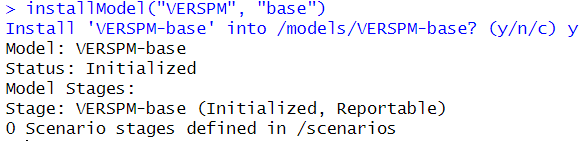 > installModel("VERSPM", "base")
Install 'VERSPM-base' into /models/VERSPM-base? (y/n/c) y
Model: VERSPM-base
Status: Initialized
Model Stages:
Stage: VERSPM-base (Initialized, Reportable)
0 Scenario stages defined in /scenarios